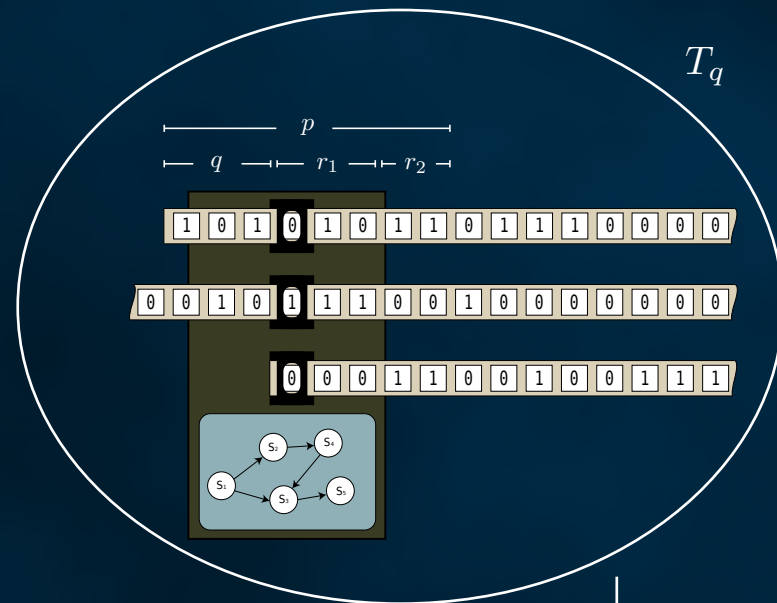 T_q
p
q r_1 r_2
1 0 1 0 1 0 1 1 0 1 1 1 0 0 0 0
0 0 1 0 1 1 1 0 0 1 0 0 0 0 0 0 0
0 0 0 1 1 0 0 1 0 0 1 1 1
S₂ S₄
S₁ S₃ S₅